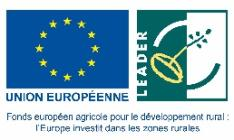 LEADER
UNION EUROPÉENNE
Fonds européen agricole pour le développement rural :
l'Europe investit dans les zones rurales